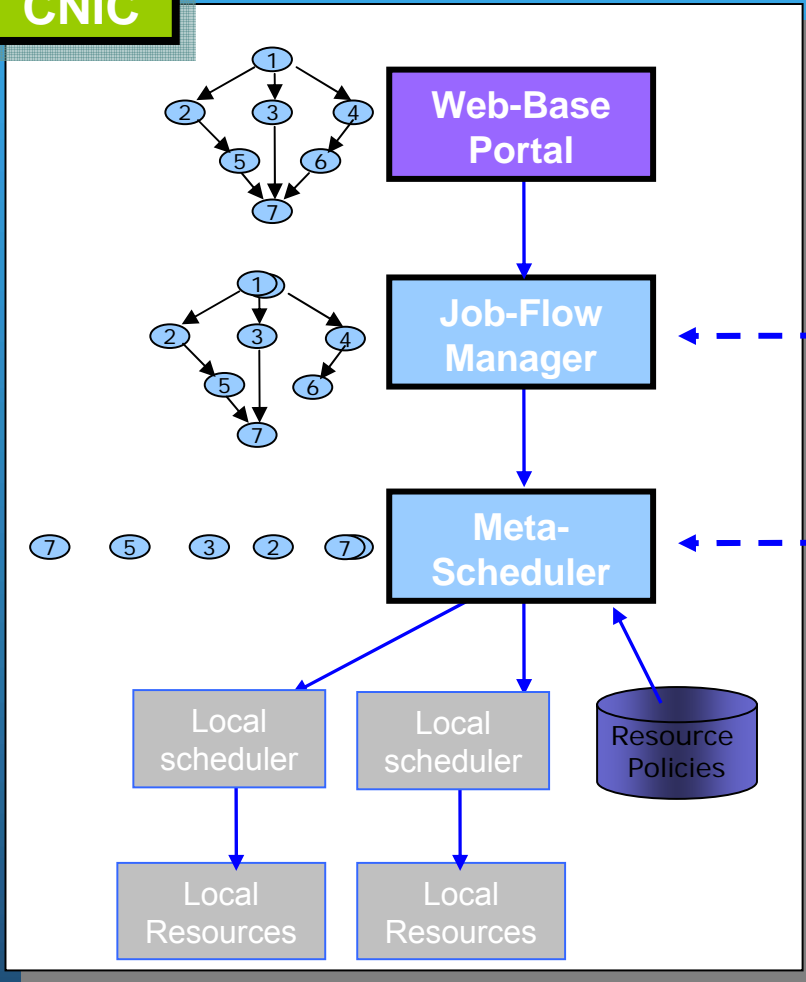 CNIC
1
2 3 4
5 6
7
Web-Base
Portal
1
2 3 4
5 6
7
Job-Flow
Manager
7 5 3 2 7
Meta-
Scheduler
Local
scheduler
Local
scheduler
Resource
Policies
Local
Resources
Local
Resources